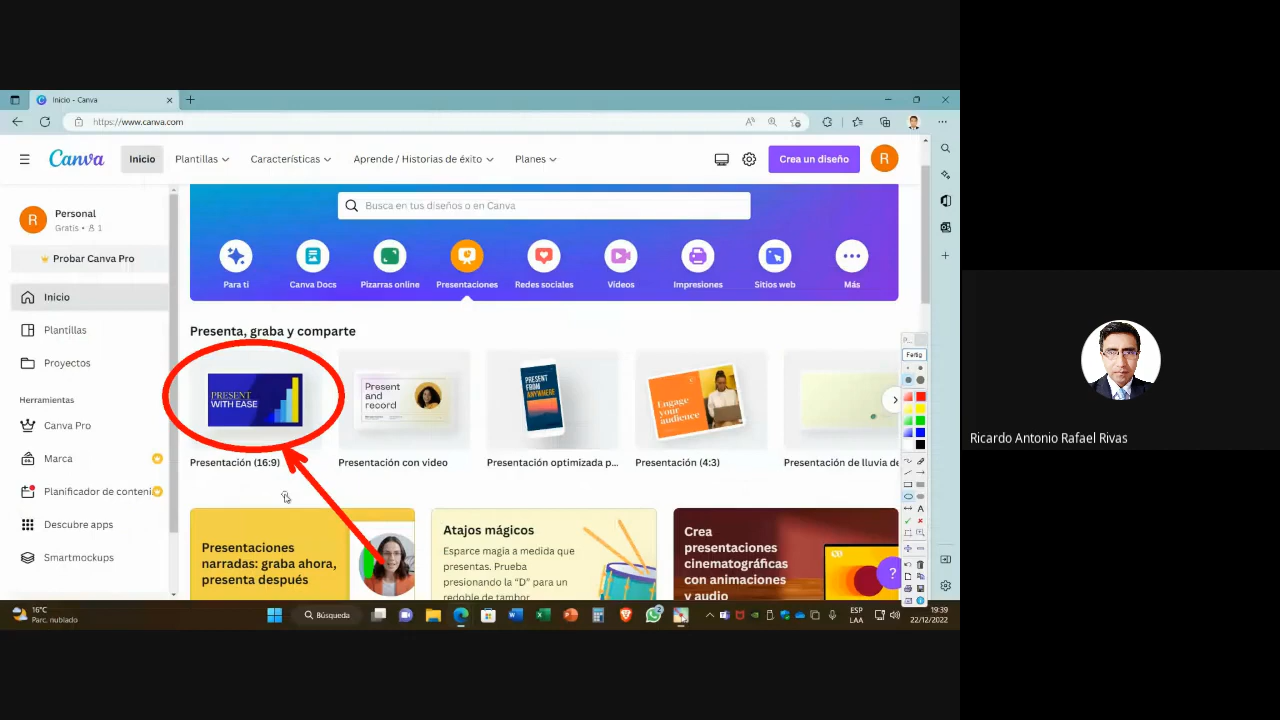 Inicio - Canva
https://www.canva.com
Canva
Inicio
Plantillas
Características
Aprende / Historias de éxito
Planes
Crea un diseño
R
R
Personal
Gratis • 1
Probar Canva Pro
Inicio
Plantillas
Proyectos
Herramientas
Canva Pro
Marca
Planificador de conteni
Descubre apps
Smartmockups
Busca en tus diseños o en Canva
Para ti
Canva Docs
Pizarras online
Presentaciones
Redes sociales
Vídeos
Impresiones
Sitios web
Más
Presenta, graba y comparte
PRESENT
WITH EASE
Present
and
record
PRESENT
FROM
ANYWHERE
Engage
your
audience
Presentación (16:9)
Presentación con video
Presentación optimizada p...
Presentación (4:3)
Presentación de lluvia de
Presentaciones
narradas: graba ahora,
presenta después
Atajos mágicos
Esparce magia a medida que
presentas. Prueba
presionando la “D” para un
redoble de tambor
Crea
presentaciones
cinematográficas
con animaciones
y audio
?
P...
Fertig
A
16°C
Parc. nublado
Búsqueda
ESP
LAA
19:39
22/12/2022
Ricardo Antonio Rafael Rivas